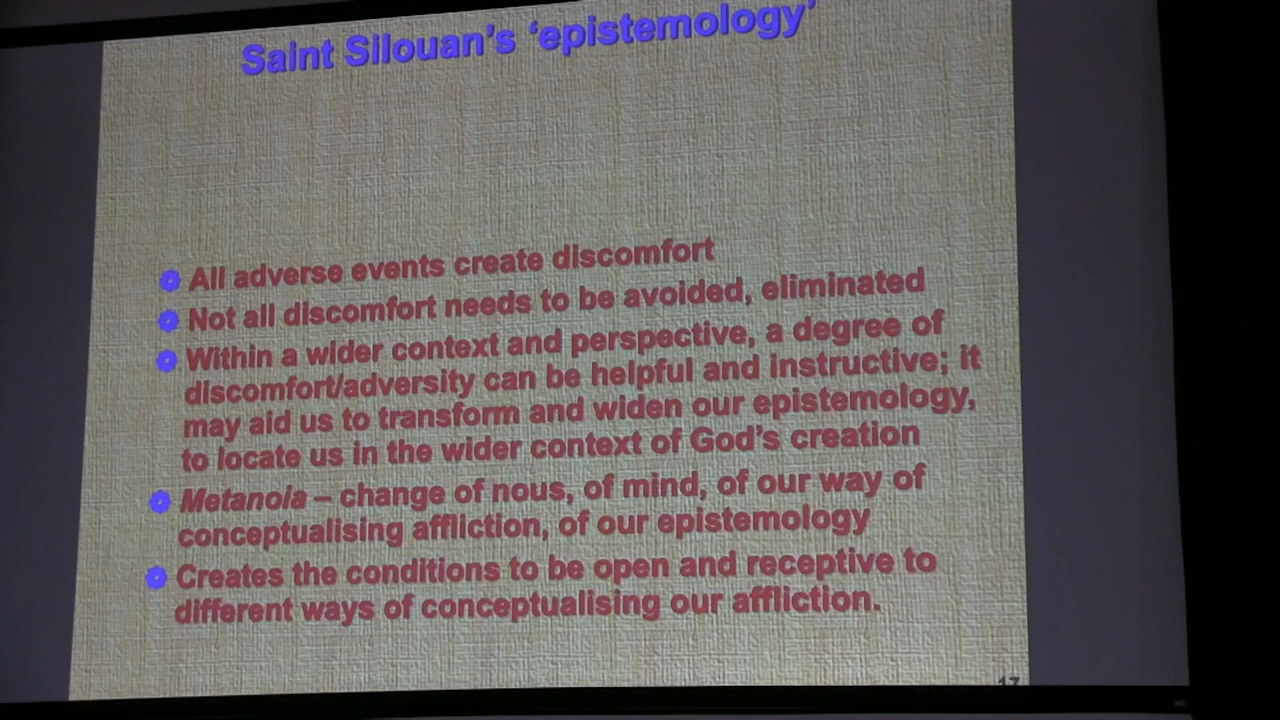 Saint Silouan's 'epistemology'
All adverse events create discomfort
Not all discomfort needs to be avoided, eliminated
Within a wider context and perspective, a degree of
discomfort/adversity can be helpful and instructive; it
may aid us to transform and widen our epistemology,
to locate us in the wider context of God's creation
Metanoia – change of nous, of mind, of our way of
conceptualising affliction, of our epistemology
Creates the conditions to be open and receptive to
different ways of conceptualising our affliction.
17